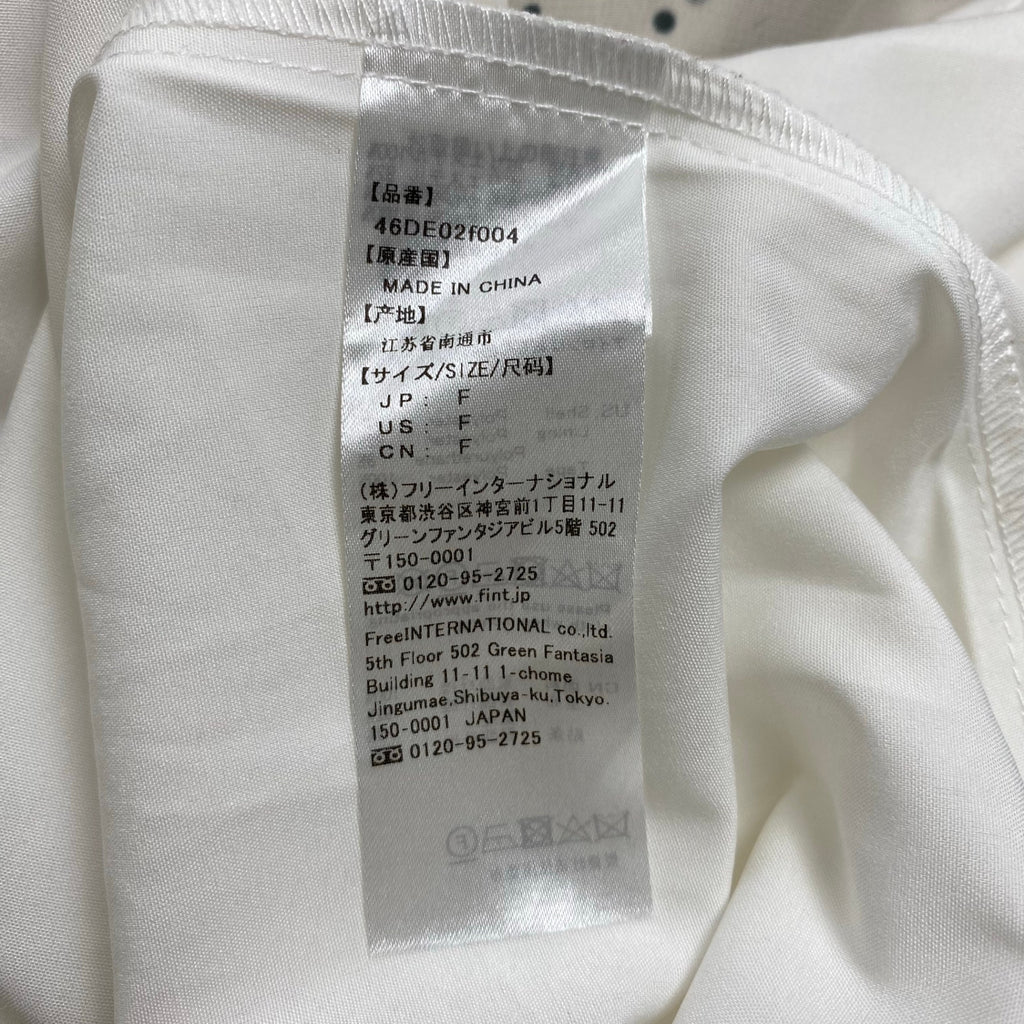 【品番】
46DE02f004
【原産国】
MADE IN CHINA
【产地】
江苏省南通市
【サイズ/SIZE/尺码】
JP: F
US: F
CN: F
(株)フリーインターナショナル
東京都渋谷区神宮前1丁目11-11
グリーンファンタジアビル5階 502
〒150-0001
0120-95-2725
http://www.fint.jp
FreeINTERNATIONAL co.,ltd.
5th Floor 502 Green Fantasia
Building 11-11 1-chome
Jingumae,Shibuya-ku,Tokyo.
150-0001 JAPAN
0120-95-2725